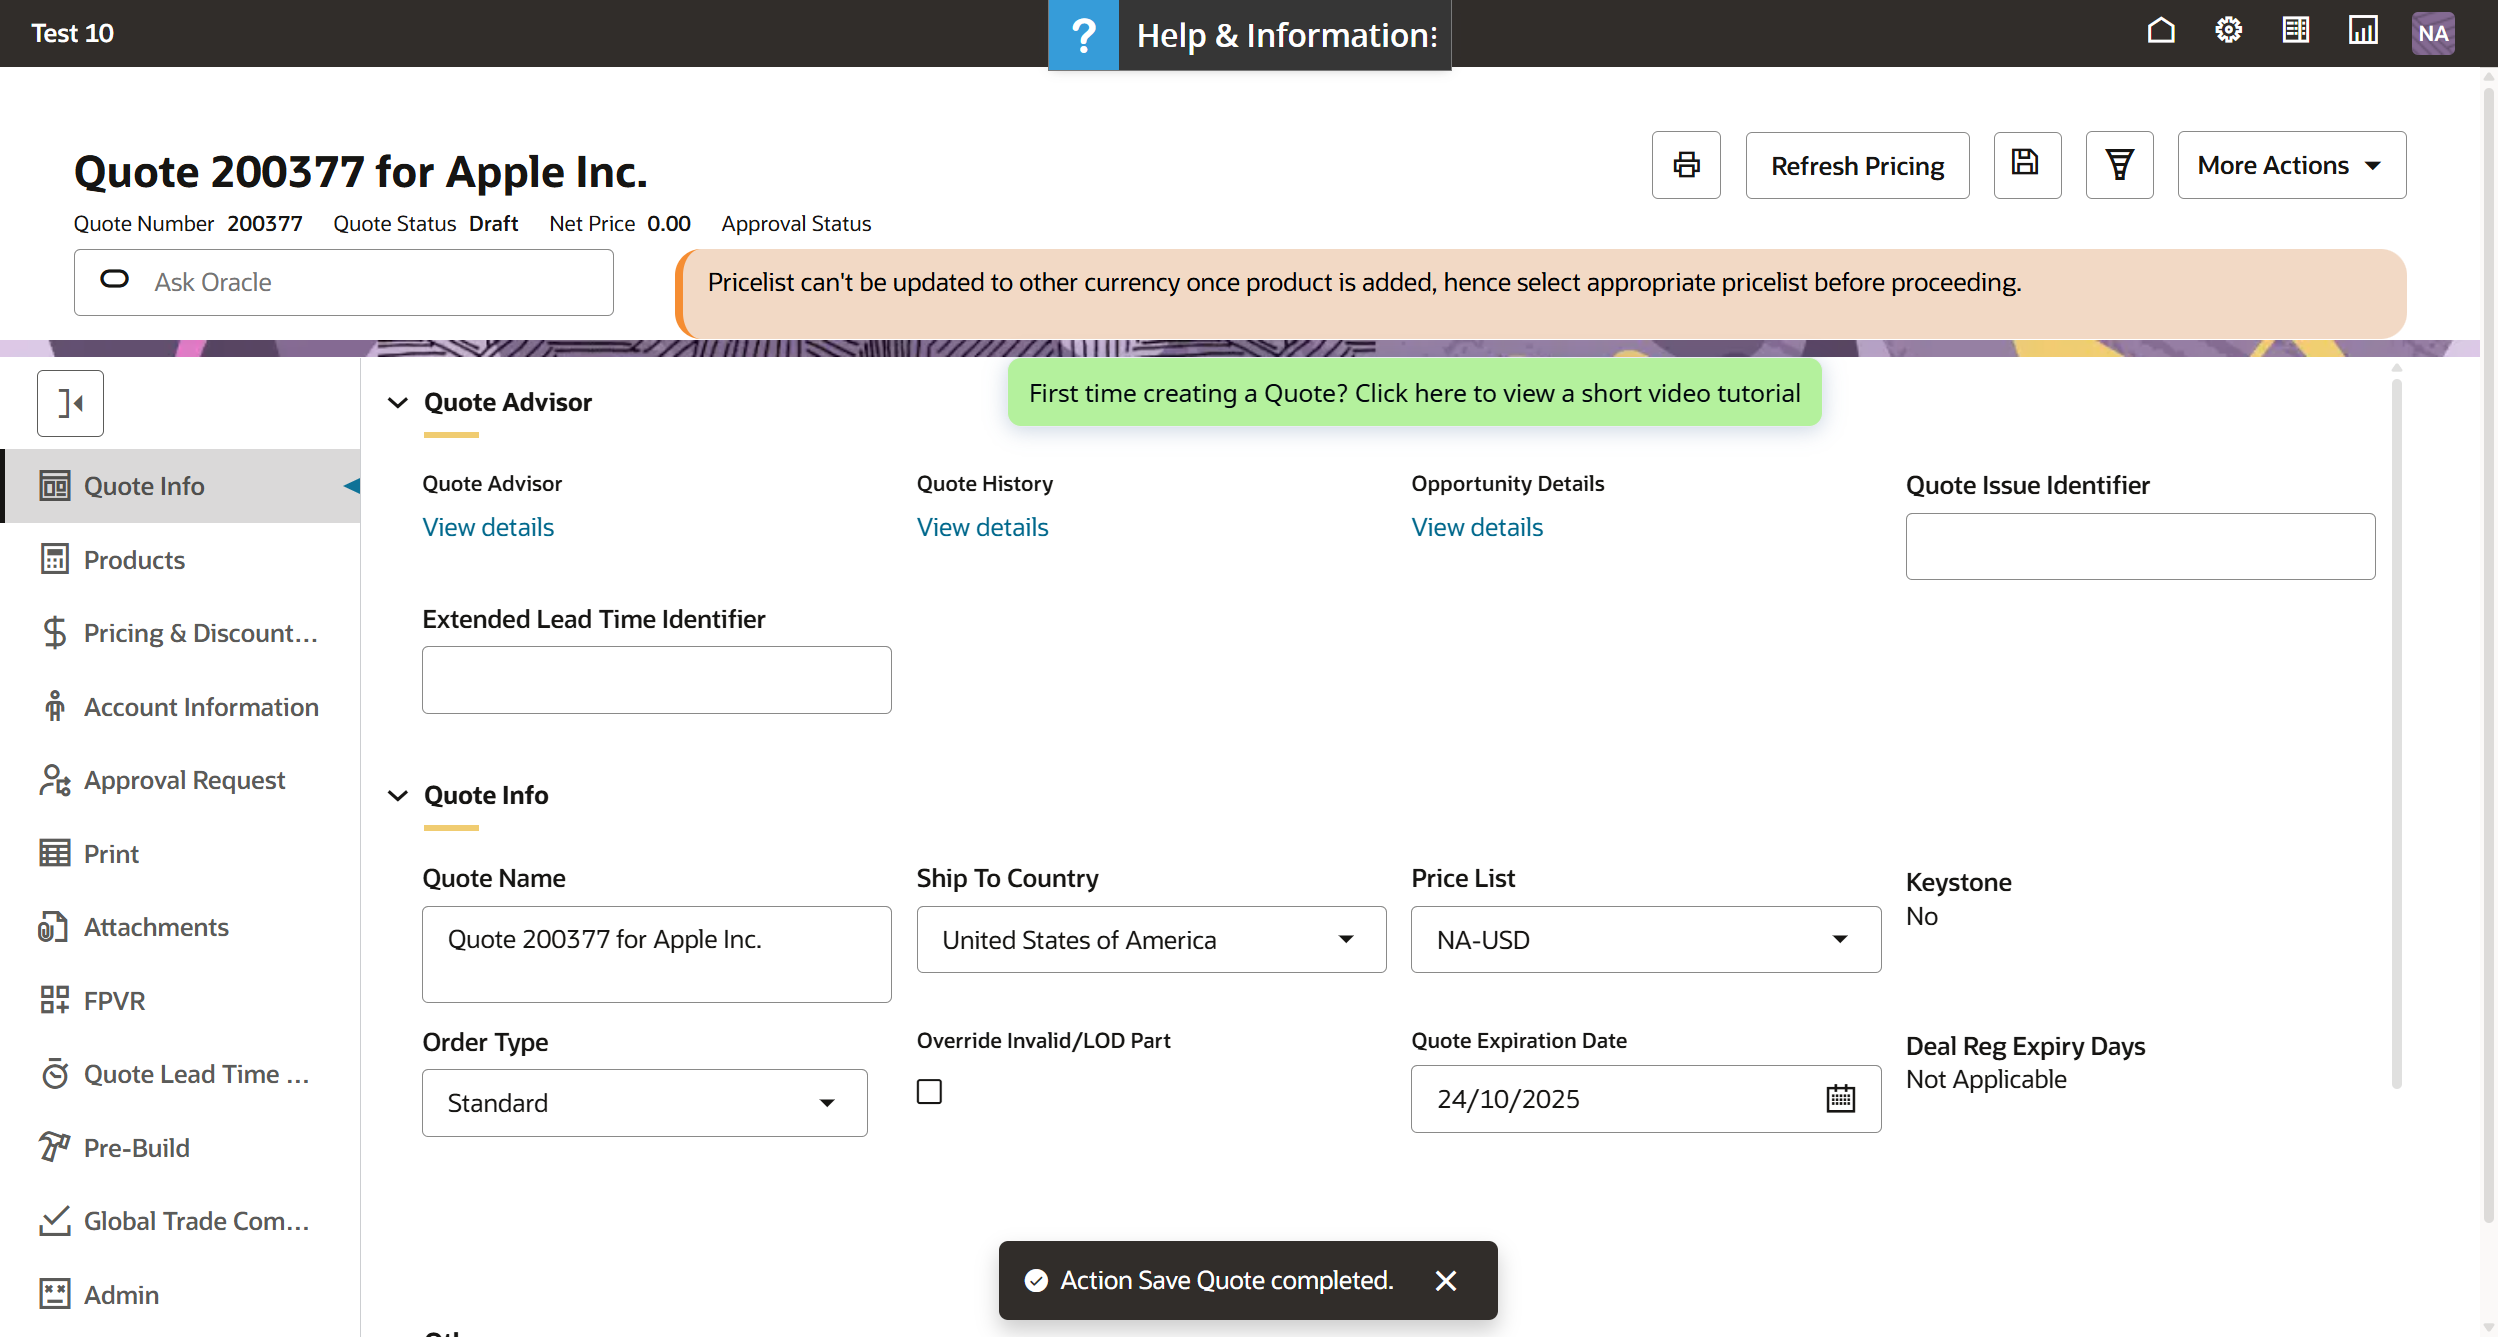 Test 10
? Help & Information
NA
Quote 200377 for Apple Inc.
Refresh Pricing
More Actions
Quote Number 200377 Quote Status Draft Net Price 0.00 Approval Status
Ask Oracle
Pricelist can't be updated to other currency once product is added, hence select appropriate pricelist before proceeding.
First time creating a Quote? Click here to view a short video tutorial
Quote Info
Products
Pricing & Discount...
Account Information
Approval Request
Print
Attachments
FPVR
Quote Lead Time ...
Pre-Build
Global Trade Com...
Admin
Quote Advisor
Quote Advisor
View details
Quote History
View details
Opportunity Details
View details
Quote Issue Identifier
Extended Lead Time Identifier
Quote Info
Quote Name
Quote 200377 for Apple Inc.
Ship To Country
United States of America
Price List
NA-USD
Keystone
No
Order Type
Standard
Override Invalid/LOD Part
Quote Expiration Date
24/10/2025
Deal Reg Expiry Days
Not Applicable
Action Save Quote completed.